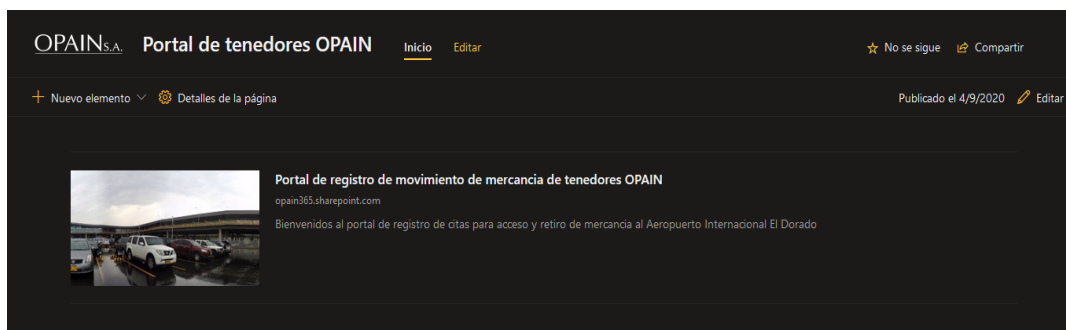 OPAIN S.A. Portal de tenedores OPAIN Inicio Editar No se sigue Compartir
Nuevo elemento Detalles de la página Publicado el 4/9/2020 Editar
Portal de registro de movimiento de mercancia de tenedores OPAIN
opain365.sharepoint.com
Bienvenidos al portal de registro de citas para acceso y retiro de mercancia al Aeropuerto Internacional El Dorado